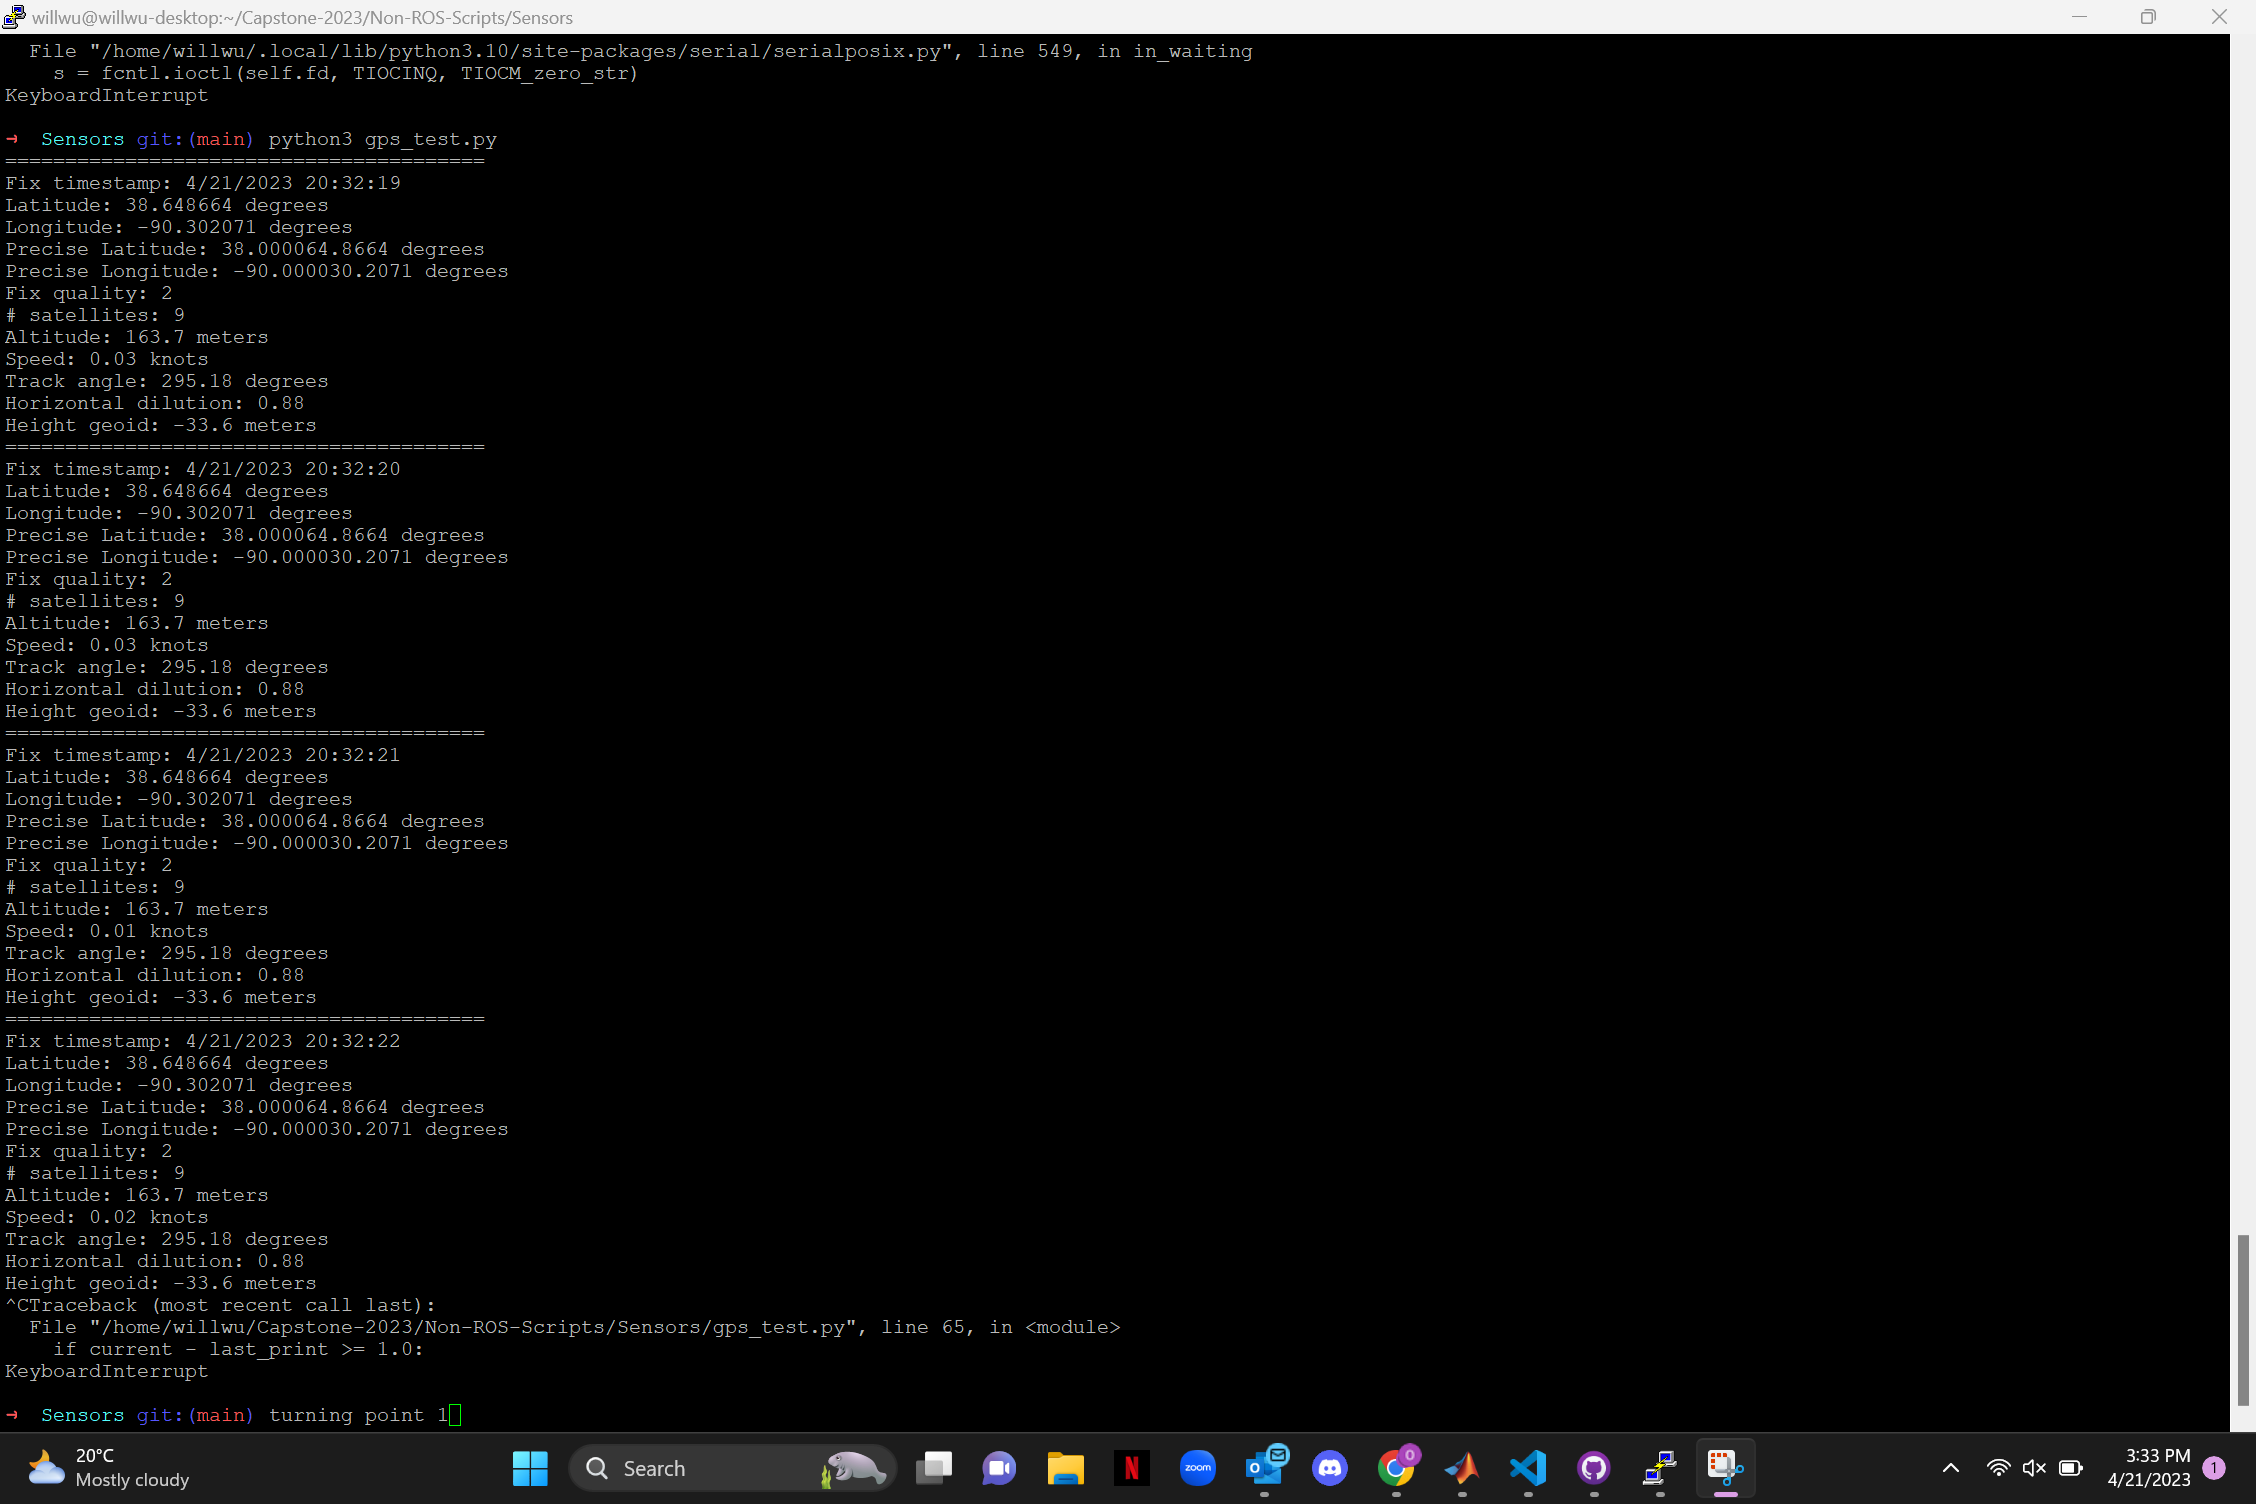 willwu@willwu-desktop:~/Capstone-2023/Non-ROS-Scripts/Sensors
File "/home/willwu/.local/lib/python3.10/site-packages/serial/serialposix.py", line 549, in in_waiting
s = fcntl.ioctl(self.fd, TIOCINQ, TIOCM_zero_str)
KeyboardInterrupt
→ Sensors git:(main) python3 gps_test.py
========================================
Fix timestamp: 4/21/2023 20:32:19
Latitude: 38.648664 degrees
Longitude: -90.302071 degrees
Precise Latitude: 38.000064.8664 degrees
Precise Longitude: -90.000030.2071 degrees
Fix quality: 2
# satellites: 9
Altitude: 163.7 meters
Speed: 0.03 knots
Track angle: 295.18 degrees
Horizontal dilution: 0.88
Height geoid: -33.6 meters
========================================
Fix timestamp: 4/21/2023 20:32:20
Latitude: 38.648664 degrees
Longitude: -90.302071 degrees
Precise Latitude: 38.000064.8664 degrees
Precise Longitude: -90.000030.2071 degrees
Fix quality: 2
# satellites: 9
Altitude: 163.7 meters
Speed: 0.03 knots
Track angle: 295.18 degrees
Horizontal dilution: 0.88
Height geoid: -33.6 meters
========================================
Fix timestamp: 4/21/2023 20:32:21
Latitude: 38.648664 degrees
Longitude: -90.302071 degrees
Precise Latitude: 38.000064.8664 degrees
Precise Longitude: -90.000030.2071 degrees
Fix quality: 2
# satellites: 9
Altitude: 163.7 meters
Speed: 0.01 knots
Track angle: 295.18 degrees
Horizontal dilution: 0.88
Height geoid: -33.6 meters
========================================
Fix timestamp: 4/21/2023 20:32:22
Latitude: 38.648664 degrees
Longitude: -90.302071 degrees
Precise Latitude: 38.000064.8664 degrees
Precise Longitude: -90.000030.2071 degrees
Fix quality: 2
# satellites: 9
Altitude: 163.7 meters
Speed: 0.02 knots
Track angle: 295.18 degrees
Horizontal dilution: 0.88
Height geoid: -33.6 meters
^CTraceback (most recent call last):
File "/home/willwu/Capstone-2023/Non-ROS-Scripts/Sensors/gps_test.py", line 65, in <module>
if current - last_print >= 1.0:
KeyboardInterrupt
→ Sensors git:(main) turning point 1
20°C
Mostly cloudy
Search
N
zoom
0
3:33 PM
4/21/2023
1